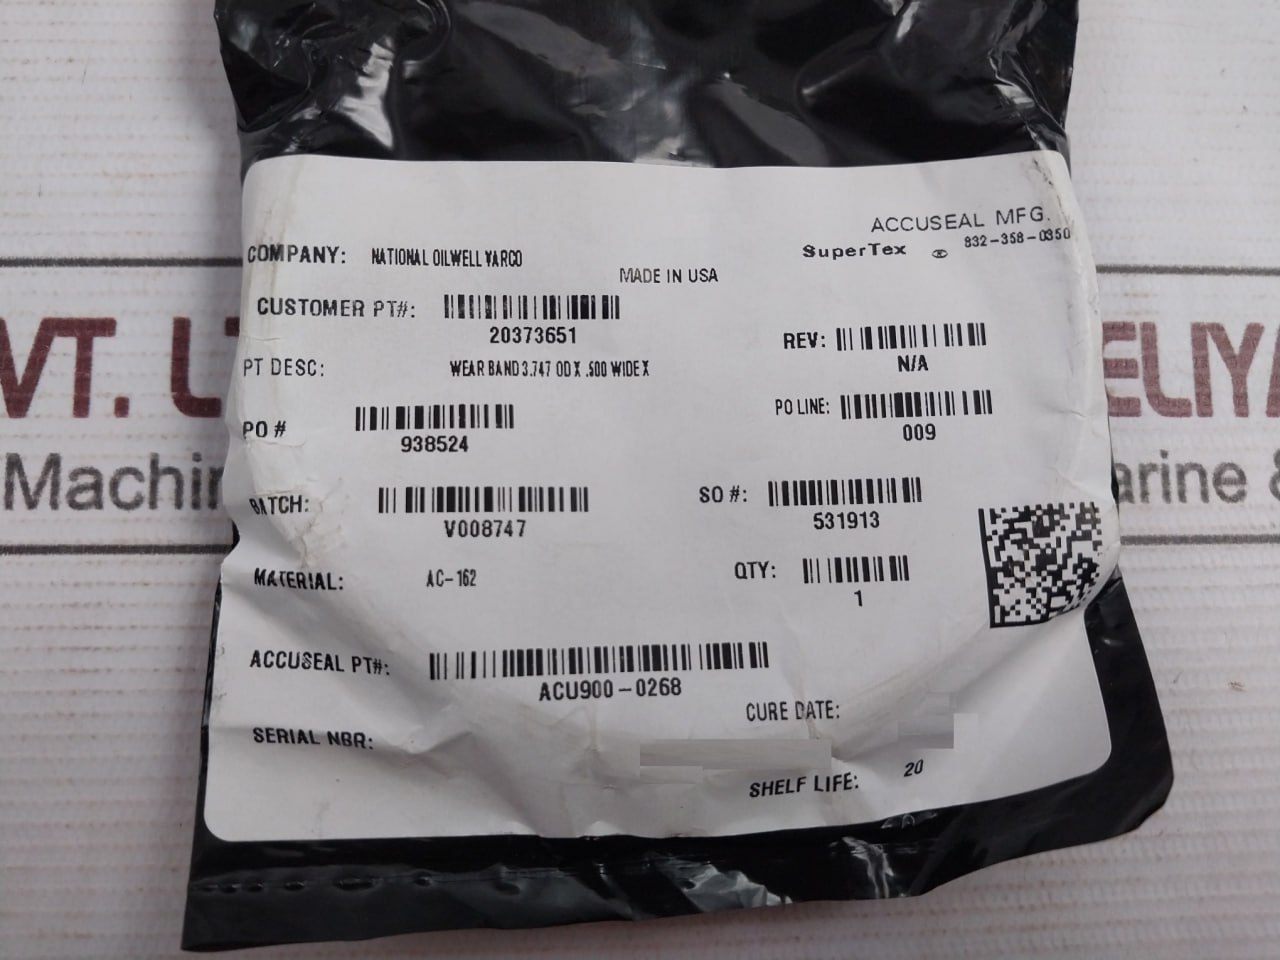 ACCUSEAL MFG.
SuperTex 832-358-0350
COMPANY: NATIONAL OILWELL VARCO
MADE IN USA
CUSTOMER PT#:
20373651
REV:
N/A
PT DESC: WEAR BAND 3.747 OD X .500 WIDE X
PO #
938524
PO LINE:
009
BATCH:
V008747
SO #:
531913
MATERIAL: AC-162
QTY:
1
ACCUSEAL PT#:
ACU900-0268
CURE DATE:
SERIAL NBR:
SHELF LIFE: 20
VT. LT
ELIYA
Machin
arine &